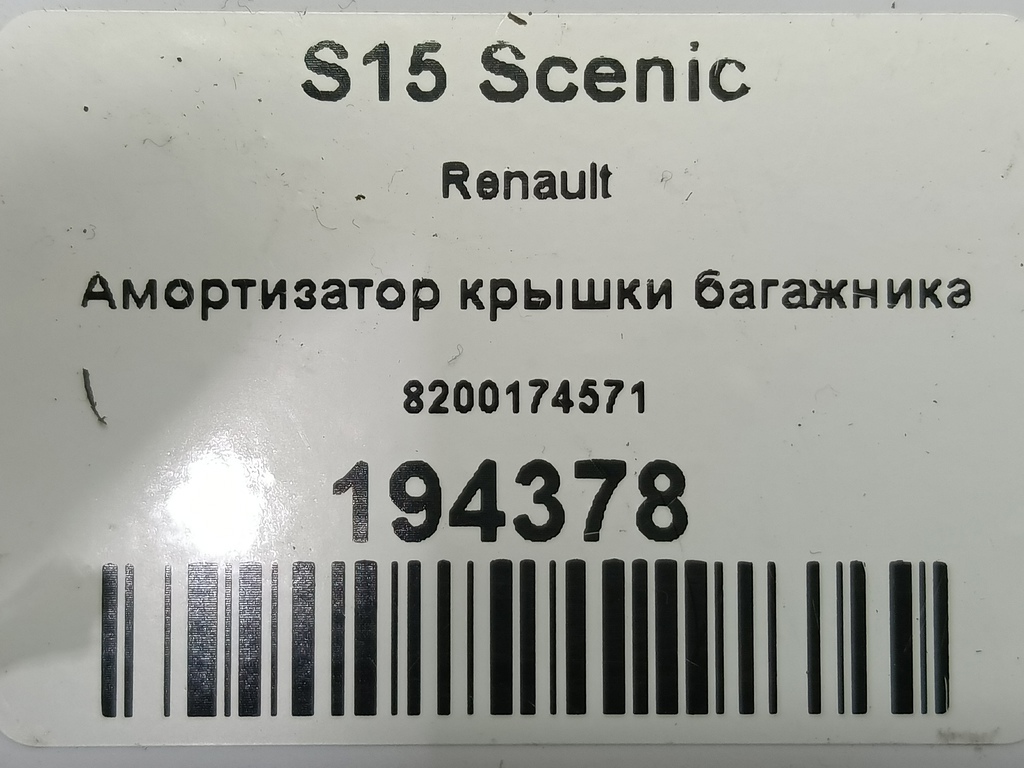 S15 Scenic
Renault
Амортизатор крышки багажника
8200174571
194378